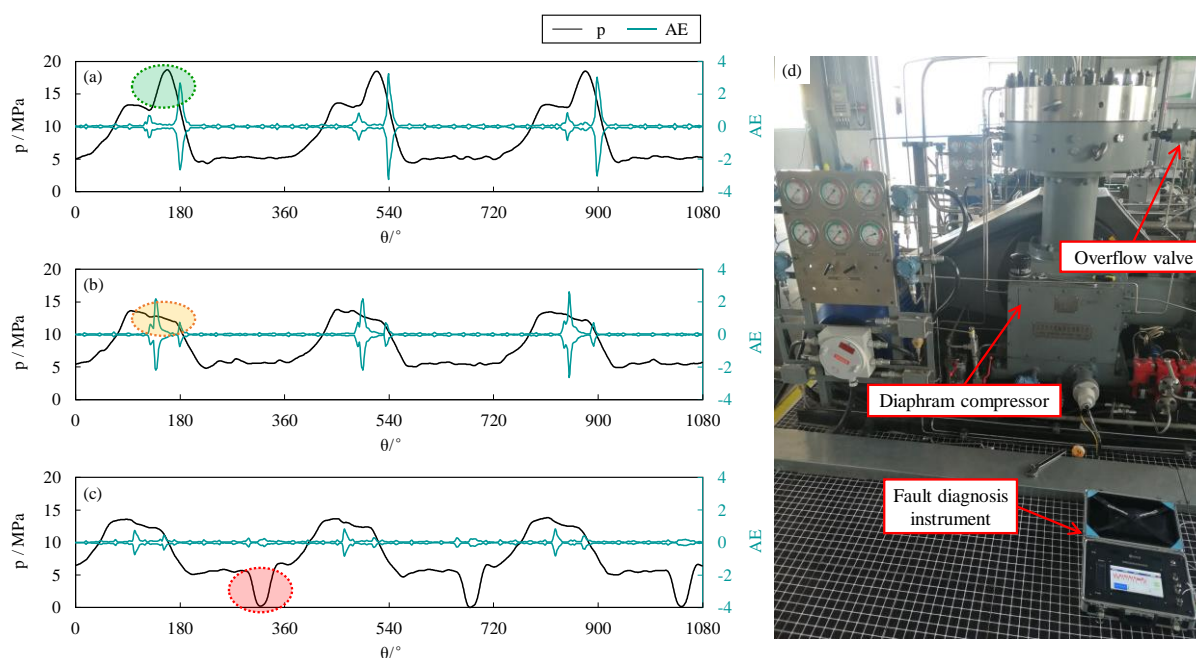 p AE
(a)
20
15
10
5
0
p / MPa
4
2
0
-2
-4
AE
0 180 360 540 720 900 1080
θ/°
(b)
20
15
10
5
0
p / MPa
4
2
0
-2
-4
AE
0 180 360 540 720 900 1080
θ/°
(c)
20
15
10
5
0
p / MPa
4
2
0
-2
-4
AE
0 180 360 540 720 900 1080
θ/°
(d)
Overflow valve
Diaphram compressor
Fault diagnosis
instrument